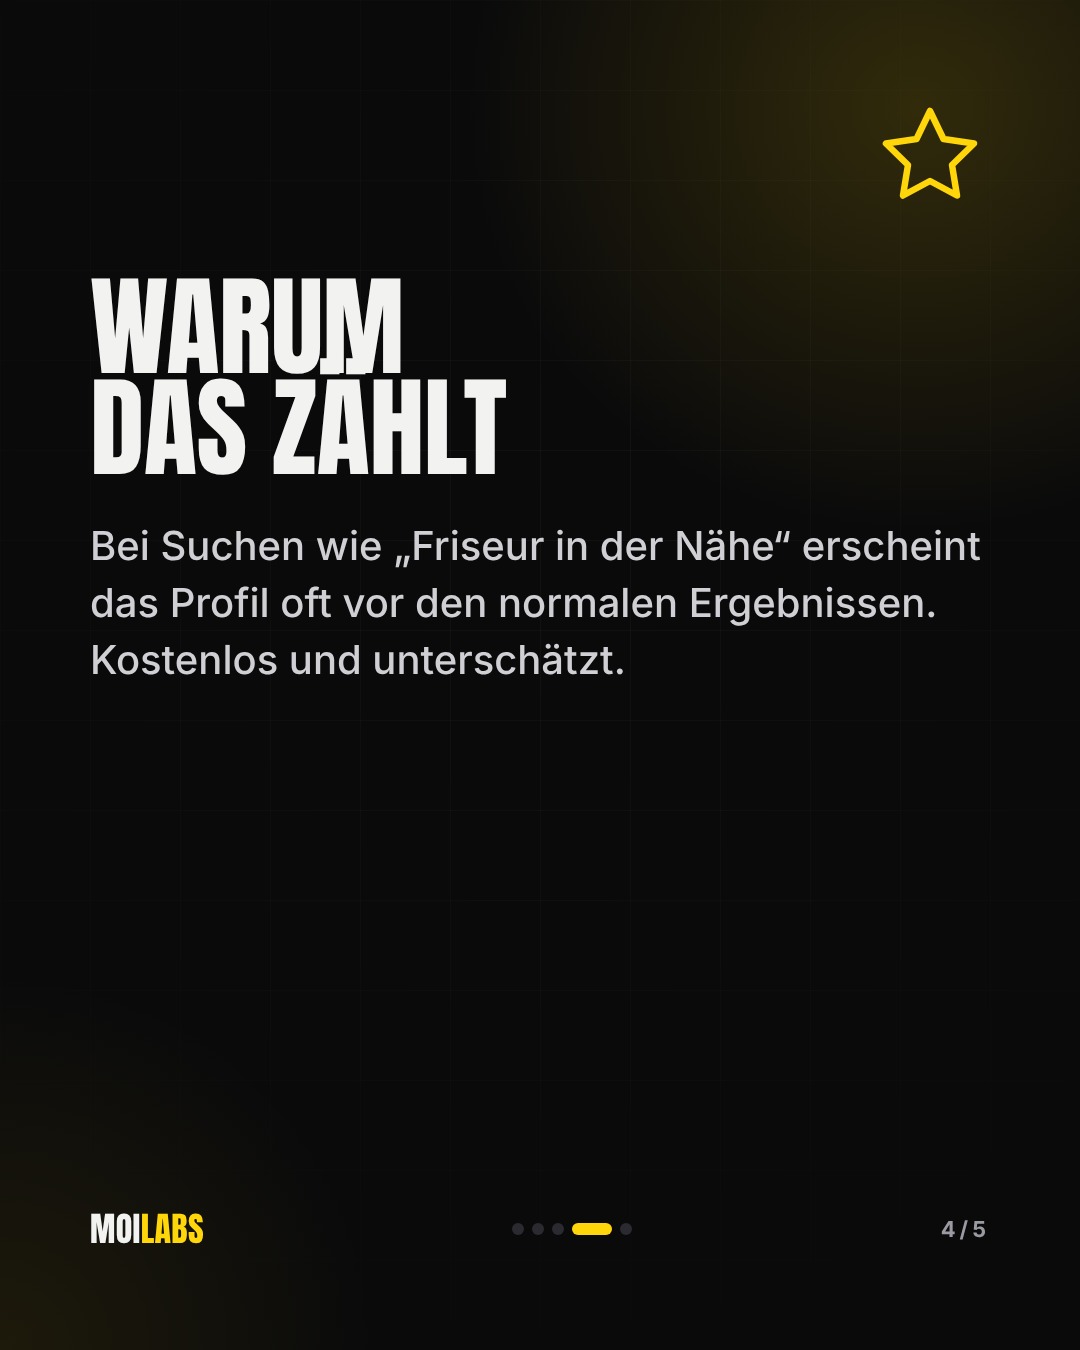 WARUM
DAS ZÄHLT
Bei Suchen wie „Friseur in der Nähe“ erscheint
das Profil oft vor den normalen Ergebnissen.
Kostenlos und unterschätzt.
MOILABS
4 / 5